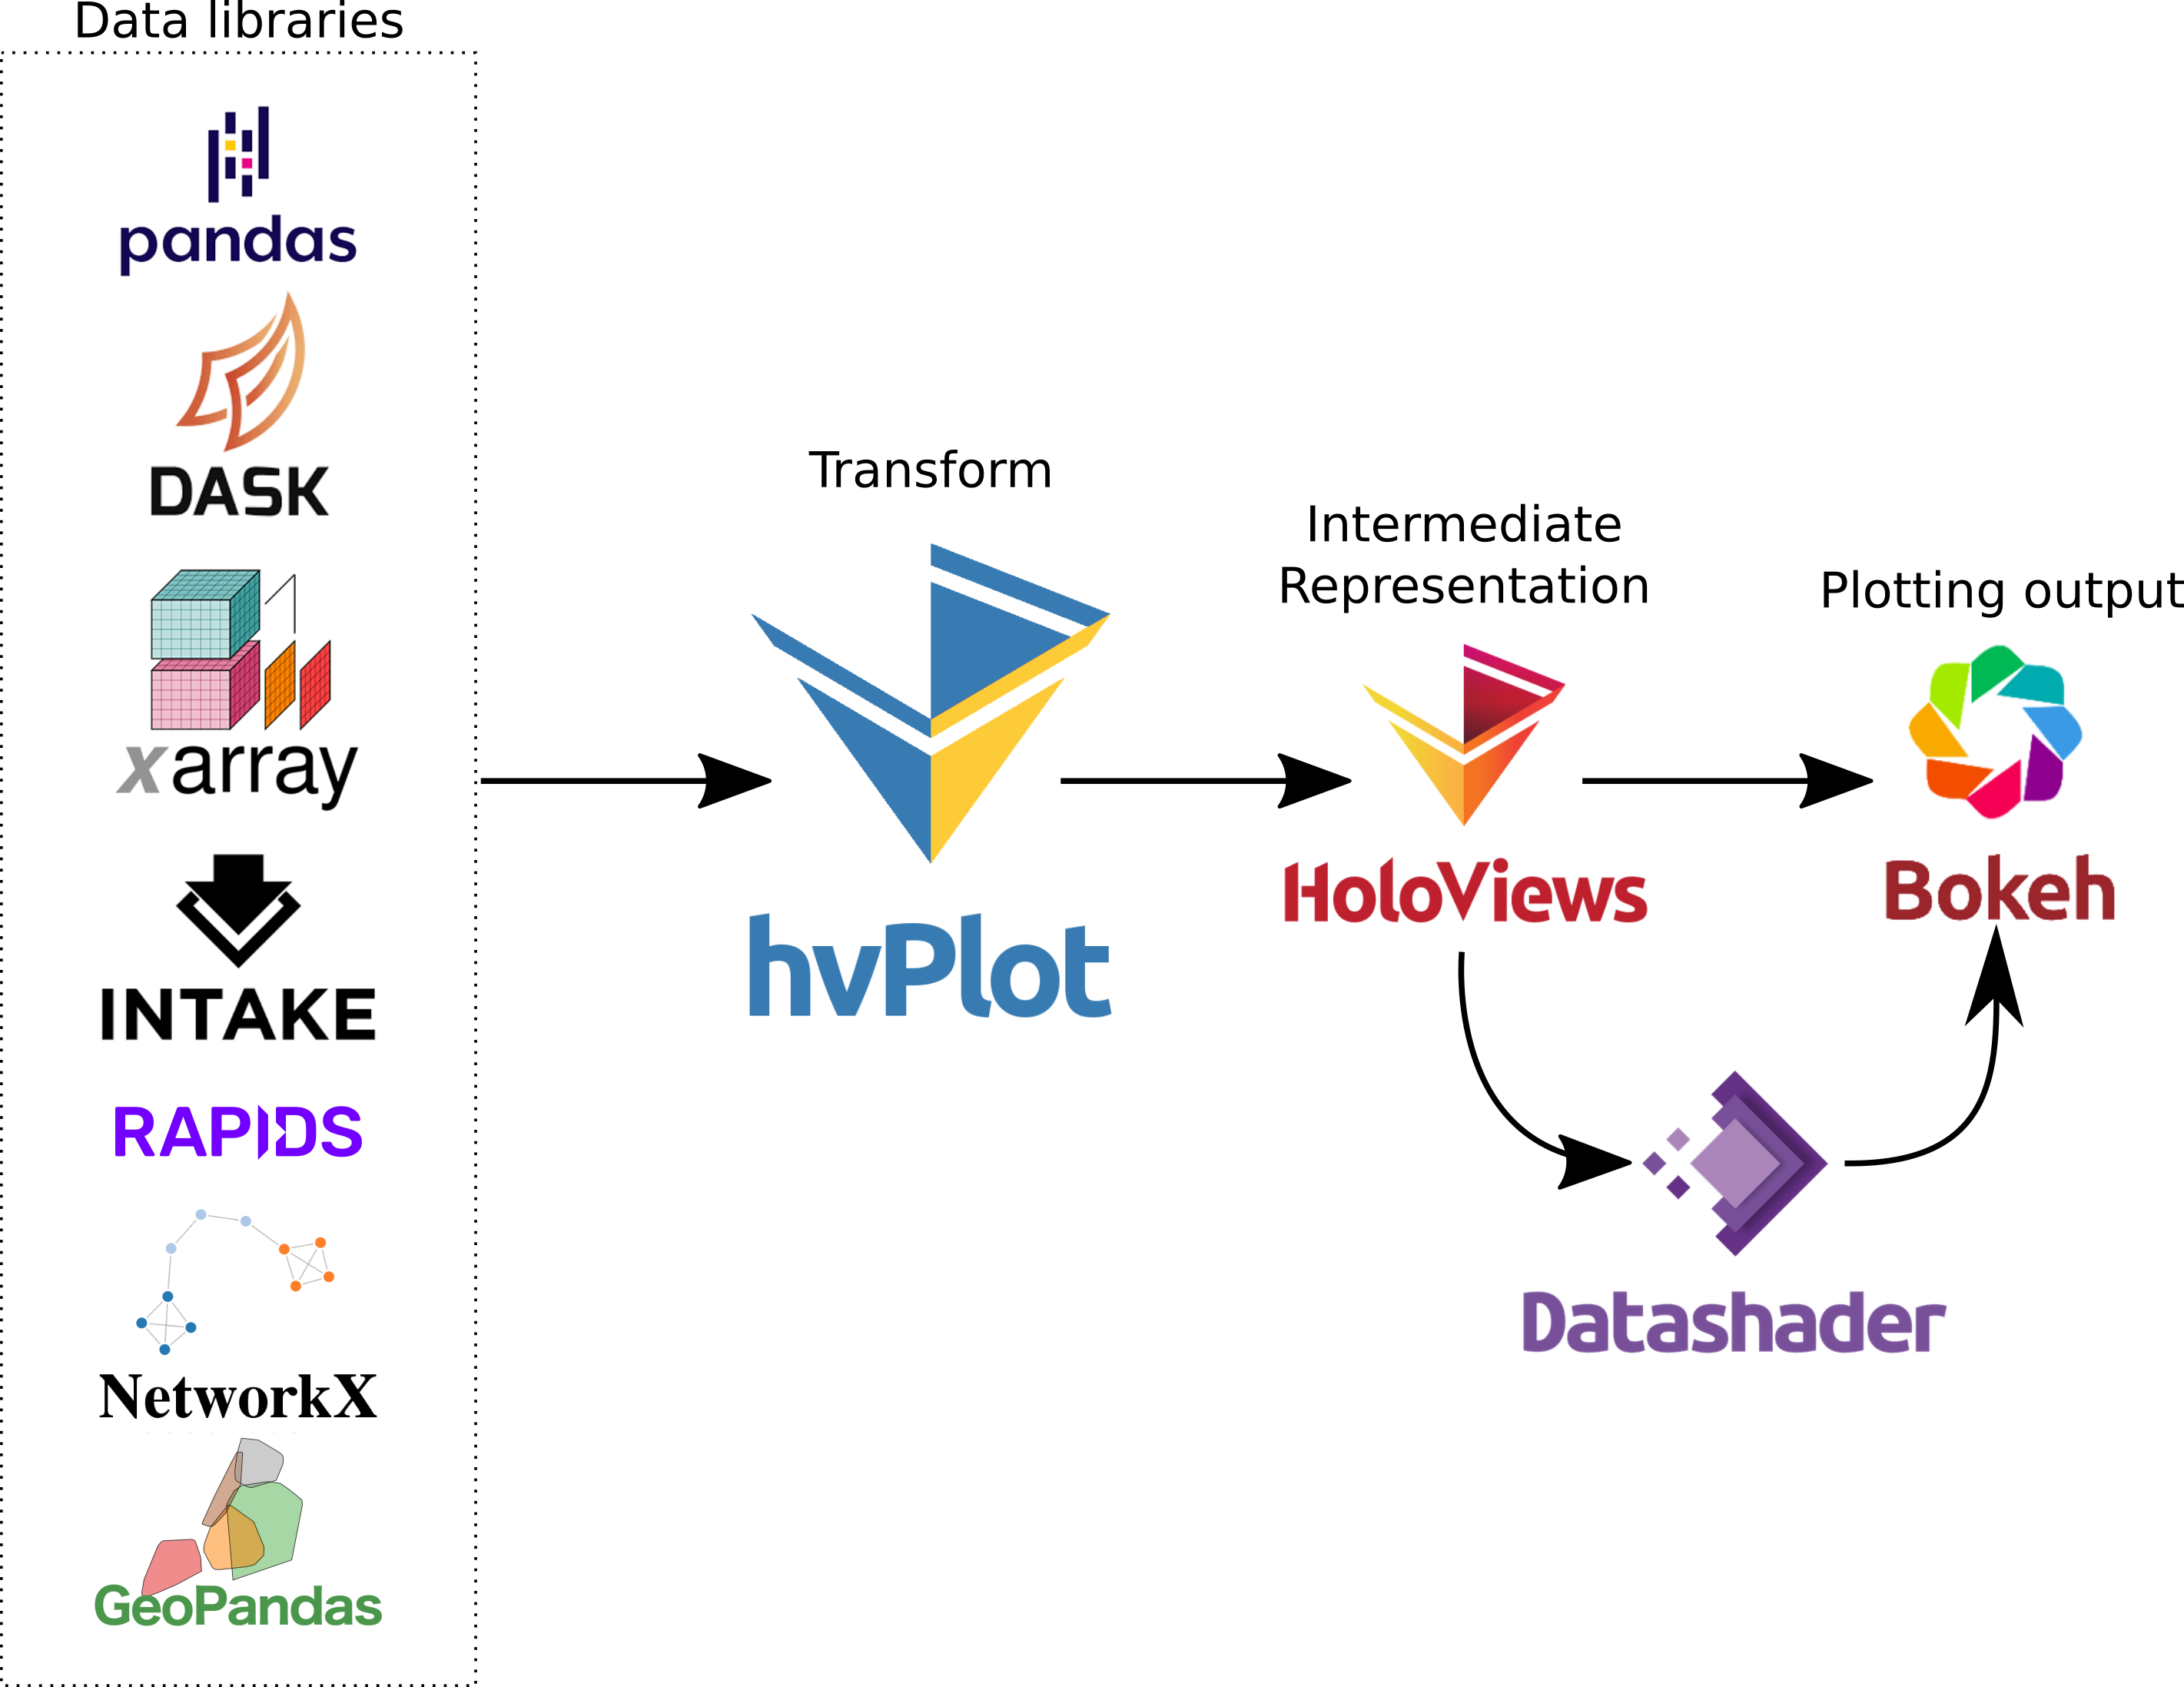 Data libraries
pandas
DASK
xarray
INTAKE
RAPIDS
NetworkX
GeoPandas
Transform
hvPlot
Intermediate
Representation
HoloViews
Plotting output
Bokeh
Datashader